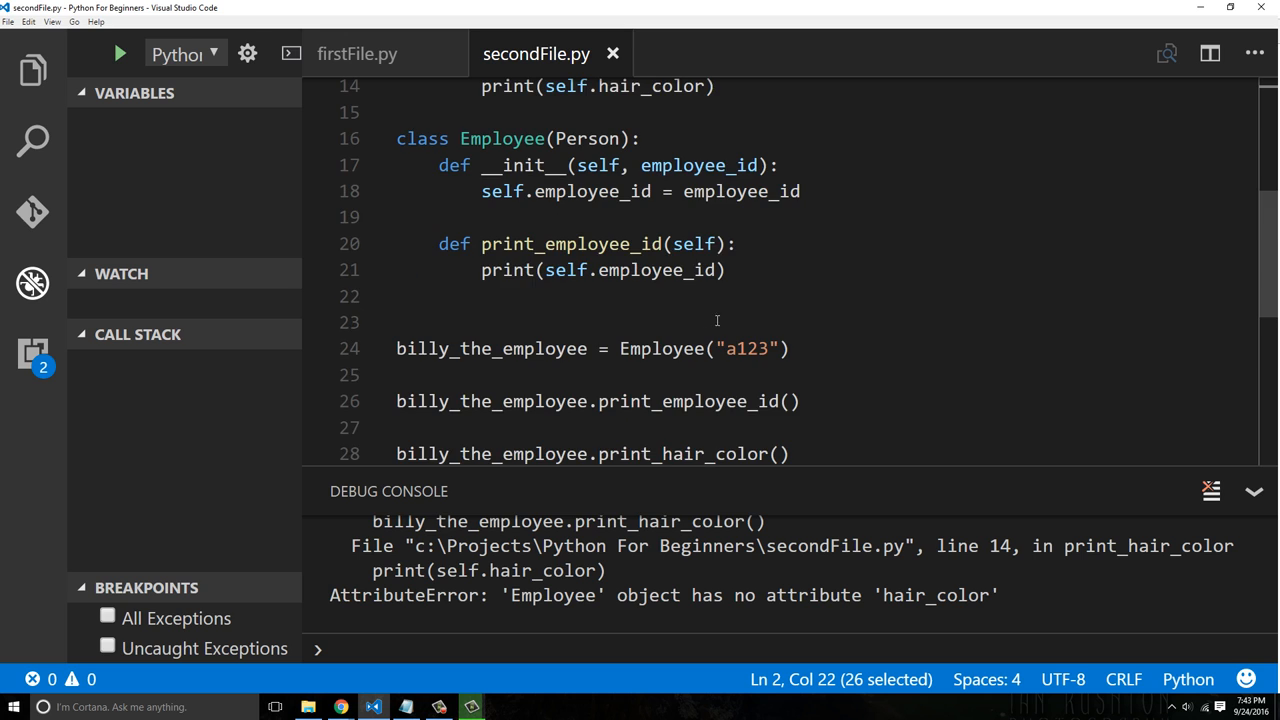 secondFile.py - Python For Beginners - Visual Studio Code
File Edit View Go Help
Pythor
firstFile.py
secondFile.py
VARIABLES
WATCH
CALL STACK
2
BREAKPOINTS
All Exceptions
Uncaught Exceptions
14 print(self.hair_color)
15
16 class Employee(Person):
17 def __init__(self, employee_id):
18 self.employee_id = employee_id
19
20 def print_employee_id(self):
21 print(self.employee_id)
22
23
24 billy_the_employee = Employee("a123")
25
26 billy_the_employee.print_employee_id()
27
28 billy_the_employee.print_hair_color()
DEBUG CONSOLE
billy_the_employee.print_hair_color()
File "c:\Projects\Python For Beginners\secondFile.py", line 14, in print_hair_color
print(self.hair_color)
AttributeError: 'Employee' object has no attribute 'hair_color'
0 0
Ln 2, Col 22 (26 selected) Spaces: 4 UTF-8 CRLF Python
I'm Cortana. Ask me anything.
7:43 PM
9/24/2016